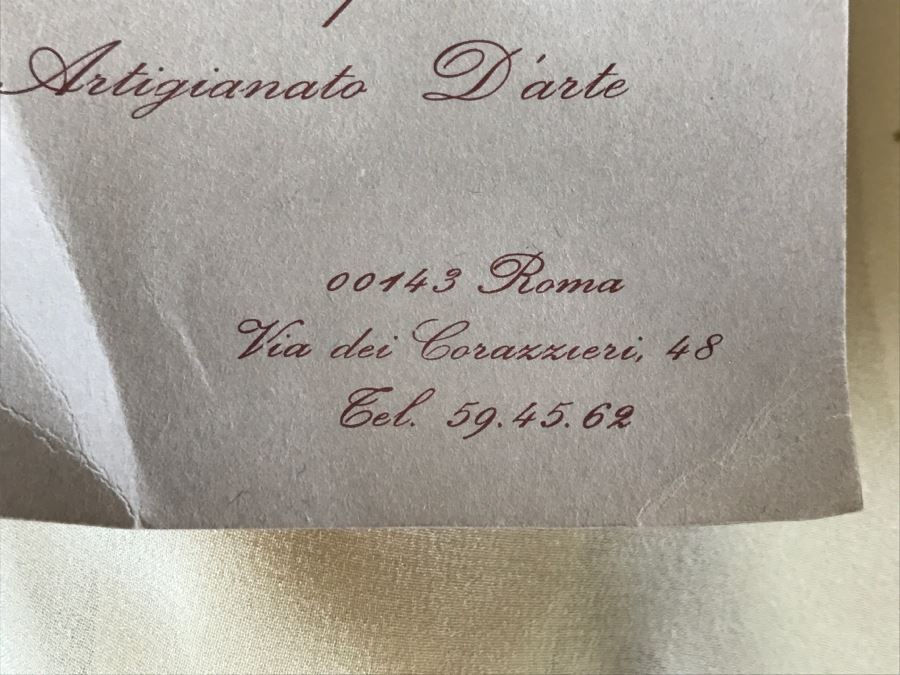 Artigianato D'arte
00143 Roma
Via dei Corazzieri, 48
Tel. 59.45.62